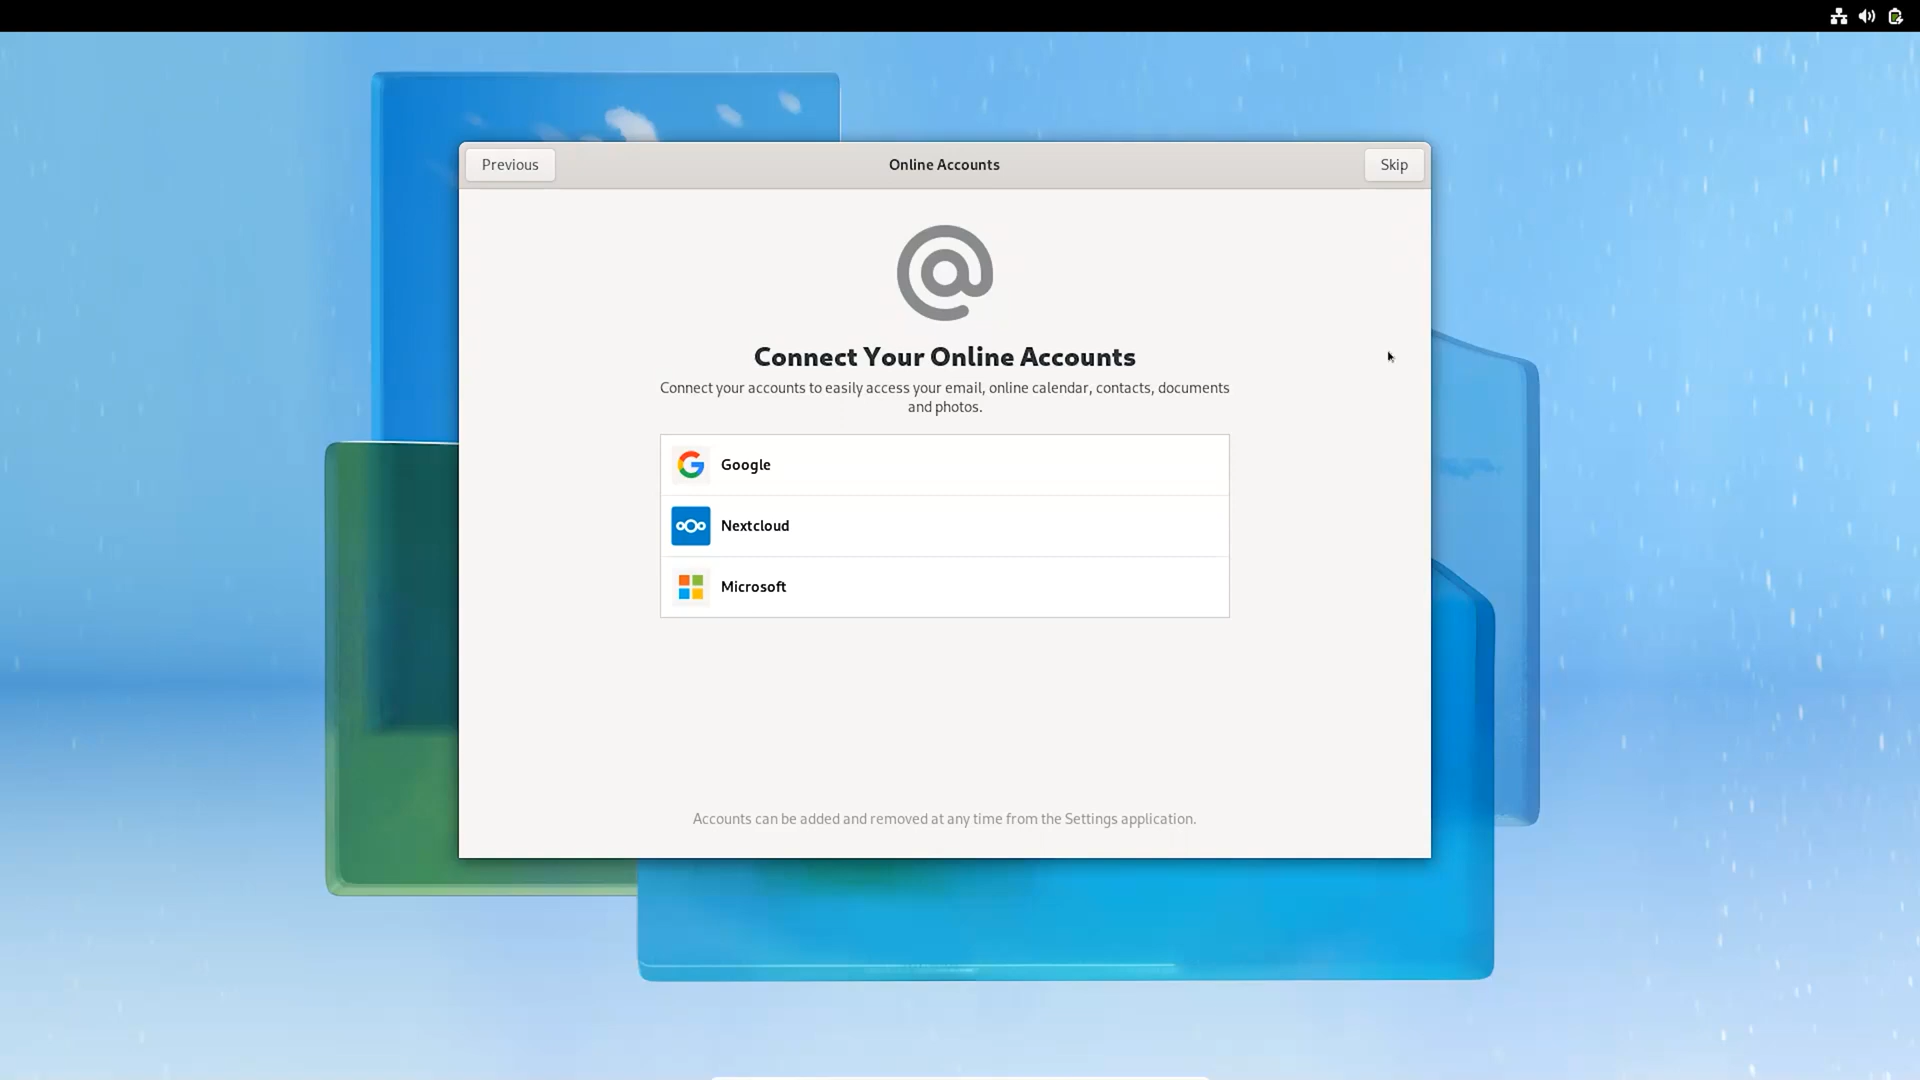 Previous
Online Accounts
Skip
Connect Your Online Accounts
Connect your accounts to easily access your email, online calendar, contacts, documents
and photos.
Google
Nextcloud
Microsoft
Accounts can be added and removed at any time from the Settings application.